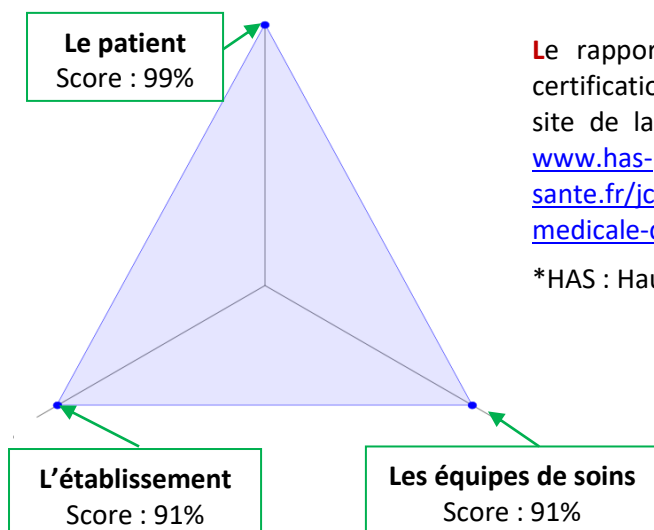 Le patient
Score : 99%
Le rappor
certificatio
site de la
www.has-
sante.fr/jc
medicale-
*HAS : Hau
L'établissement
Score : 91%
Les équipes de soins
Score : 91%